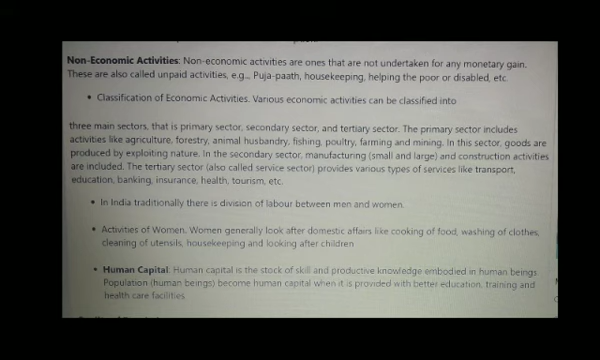 Non-Economic Activities: Non-economic activities are ones that are not undertaken for any monetary gain.
These are also called unpaid activities, e.g... Puja-paath, housekeeping, helping the poor or disabled, etc.
• Classification of Economic Activities. Various economic activities can be classified into
three main sectors, that is primary sector, secondary sector, and tertiary sector. The primary sector includes
activities like agriculture, forestry, animal husbandry, fishing, poultry, farming and mining. In this sector, goods are
produced by exploiting nature. In the secondary sector, manufacturing (small and large) and construction activities
are included. The tertiary sector (also called service sector) provides various types of services like transport,
education, banking, insurance, health, tourism, etc.
• In India traditionally there is division of labour between men and women.
• Activities of Women. Women generally look after domestic affairs like cooking of food, washing of clothes,
cleaning of utensils, housekeeping and looking after children
• Human Capital: Human capital is the stock of skill and productive knowledge embodied in human beings.
Population (human beings) become human capital when it is provided with better education, training and
health care facilities